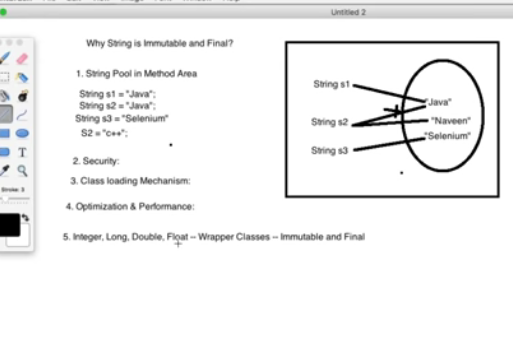 Untitled 2
Why String is Immutable and Final?
1. String Pool in Method Area
String s1 = "Java";
String s2 = "Java";
String s3 = "Selenium"
S2 = "c++";
2. Security:
3. Class loading Mechanism:
4. Optimization & Performance:
5. Integer, Long, Double, Float -- Wrapper Classes -- Immutable and Final
String s1
String s2
String s3
"Java"
"Naveen"
"Selenium"
T
Stroke: 3